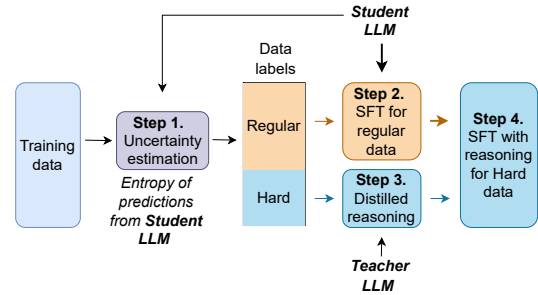 Student
LLM
Data
labels
Training
data
Step 1.
Uncertainty
estimation
Entropy of
predictions
from Student
LLM
Regular
Hard
Step 2.
SFT for
regular
data
Step 3.
Distilled
reasoning
Teacher
LLM
Step 4.
SFT with
reasoning
for Hard
data